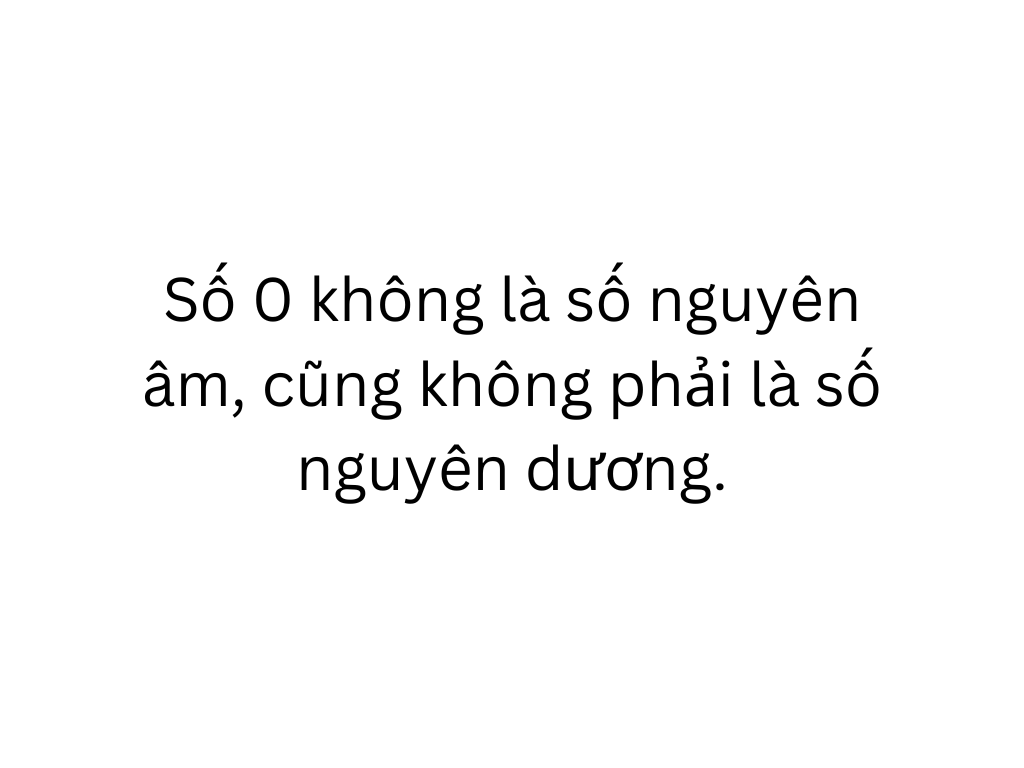 Số 0 không là số nguyên
âm, cũng không phải là số
nguyên dương.